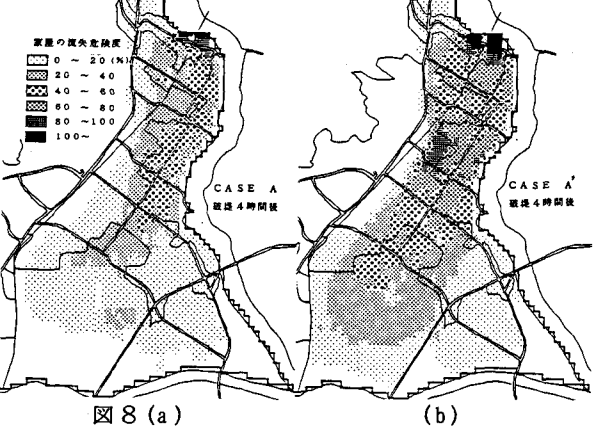 家屋の流失危険度
0 ～ 20 (%)
20 ～ 40
40 ～ 60
60 ～ 80
80 ～100
100～
CASE A
破堤4時間後
CASE A'
破堤4時間後
図8(a)
(b)